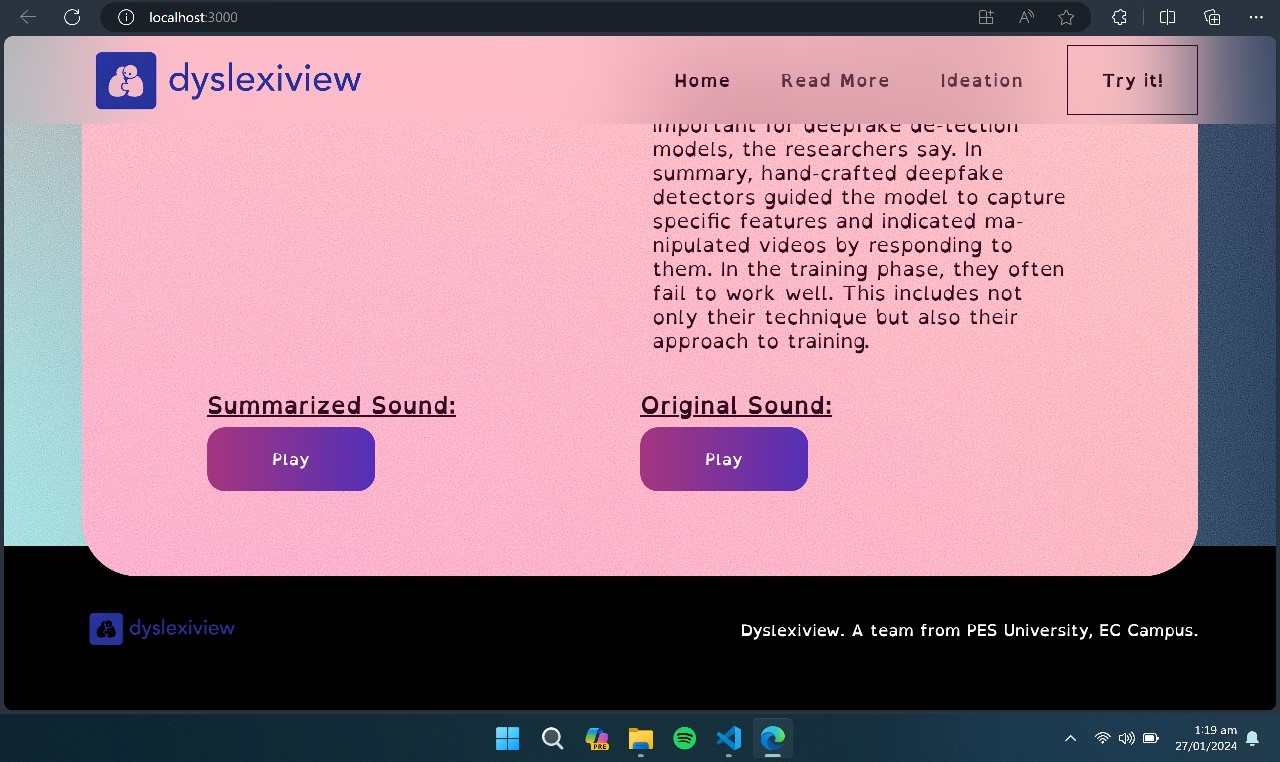 localhost:3000
dyslexiview
Home
Read More
Ideation
Try it!
important for deepfake de-tection
models, the researchers say. In
summary, hand-crafted deepfake
detectors guided the model to capture
specific features and indicated ma-
nipulated videos by responding to
them. In the training phase, they often
fail to work well. This includes not
only their technique but also their
approach to training.
Summarized Sound:
Play
Original Sound:
Play
dyslexiview
Dyslexiview. A team from PES University, EC Campus.
PRE
1:19 am
27/01/2024